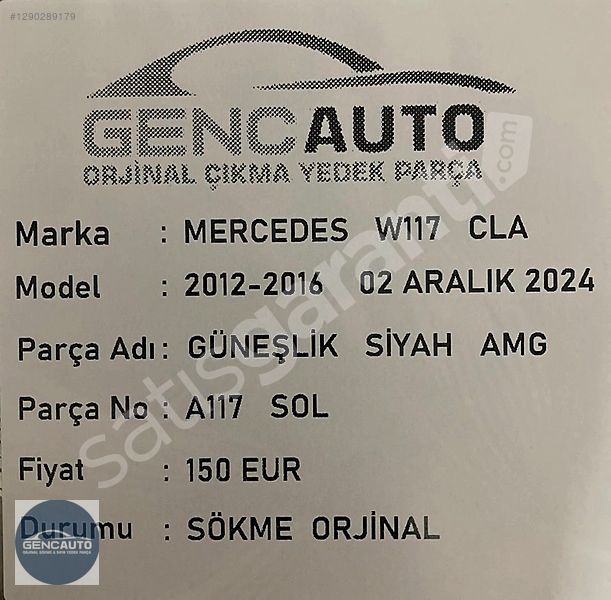 #1290289179
GENCAUTO
ORJİNAL ÇIKMA YEDEK PARÇA
Marka : MERCEDES W117 CLA
Model : 2012-2016 02 ARALIK 2024
Parça Adı : GÜNEŞLİK SİYAH AMG
Parça No : A117 SOL
Fiyat : 150 EUR
Durumu : SÖKME ORJİNAL
satışgaranti.com
GENCAUTO